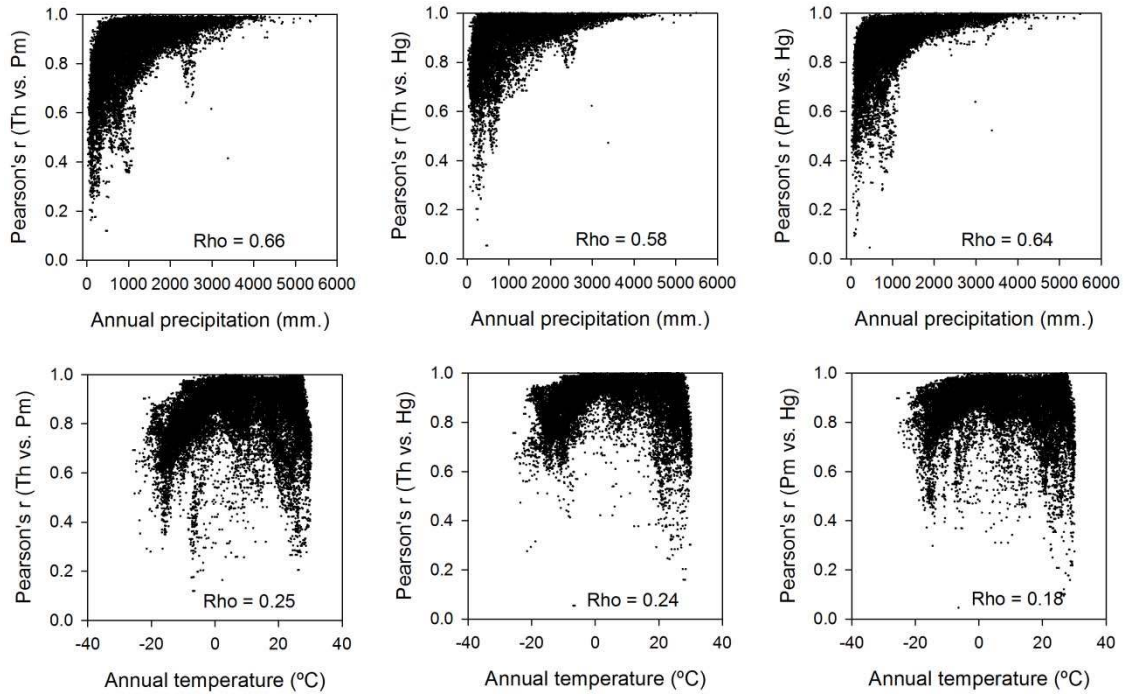 Pearson's r (Th vs. Pm)
1.0
0.8
0.6
0.4
0.2
0.0
Rho = 0.66
0 1000 2000 3000 4000 5000 6000
Annual precipitation (mm.)
Pearson's r (Th vs. Hg)
1.0
0.8
0.6
0.4
0.2
0.0
Rho = 0.58
0 1000 2000 3000 4000 5000 6000
Annual precipitation (mm.)
Pearson's r (Pm vs. Hg)
1.0
0.8
0.6
0.4
0.2
0.0
Rho = 0.64
0 1000 2000 3000 4000 5000 6000
Annual precipitation (mm.)
Pearson's r (Th vs. Pm)
1.0
0.8
0.6
0.4
0.2
0.0
Rho = 0.25
-40 -20 0 20 40
Annual temperature (ºC)
Pearson's r (Th vs. Hg)
1.0
0.8
0.6
0.4
0.2
0.0
Rho = 0.24
-40 -20 0 20 40
Annual temperature (ºC)
Pearson's r (Pm vs. Hg)
1.0
0.8
0.6
0.4
0.2
0.0
Rho = 0.18
-40 -20 0 20 40
Annual temperature (ºC)